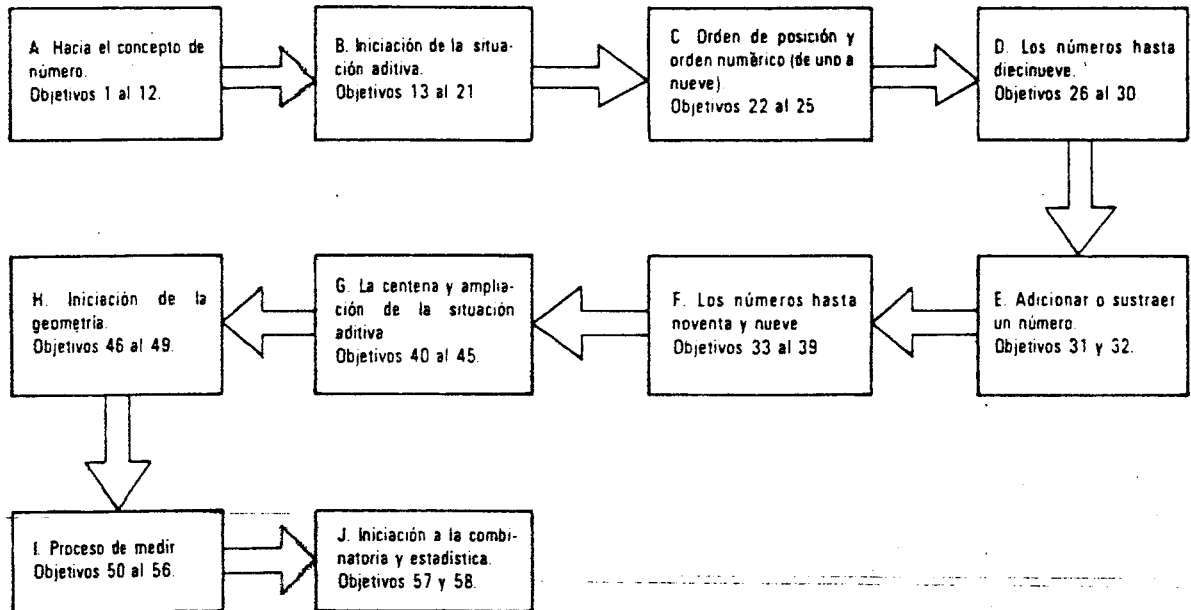 A Hacia el concepto de
número.
Objetivos 1 al 12.
B. Iniciación de la situa-
ción aditiva.
Objetivos 13 al 21
C Orden de posición y
orden numérico (de uno a
nueve)
Objetivos 22 al 25
D. Los números hasta
diecinueve.
Objetivos 26 al 30.
E. Adicionar o sustraer
un número.
Objetivos 31 y 32.
F. Los números hasta
noventa y nueve
Objetivos 33 al 39
G. La centena y amplia-
ción de la situación
aditiva
Objetivos 40 al 45.
H. Iniciación de la
geometría.
Objetivos 46 al 49.
I. Proceso de medir
Objetivos 50 al 56.
J. Iniciación a la combi-
natoria y estadística.
Objetivos 57 y 58.